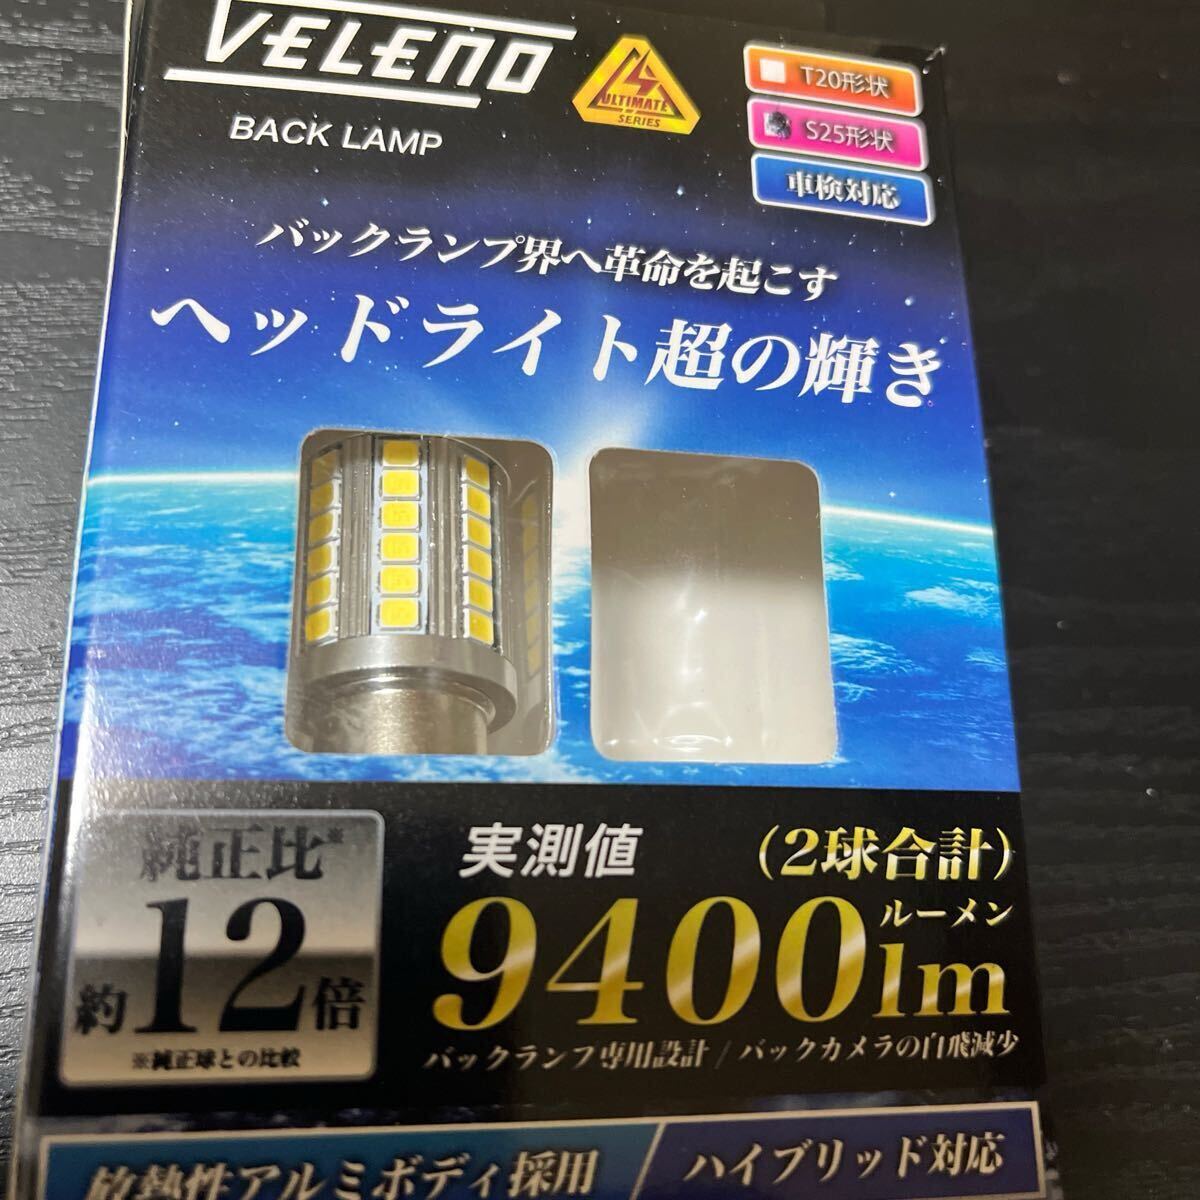 VELENO
BACK LAMP
ULTIMATE
SERIES
T20形状
S25形状
車検対応
バックランプ界へ革命を起こす
ヘッドライト超の輝き
純正比※
約12倍
※純正球との比較
実測値
(2球合計)
9400lm
ルーメン
バックランプ専用設計 / バックカメラの白飛減少
放熱性アルミボディ採用
ハイブリッド対応